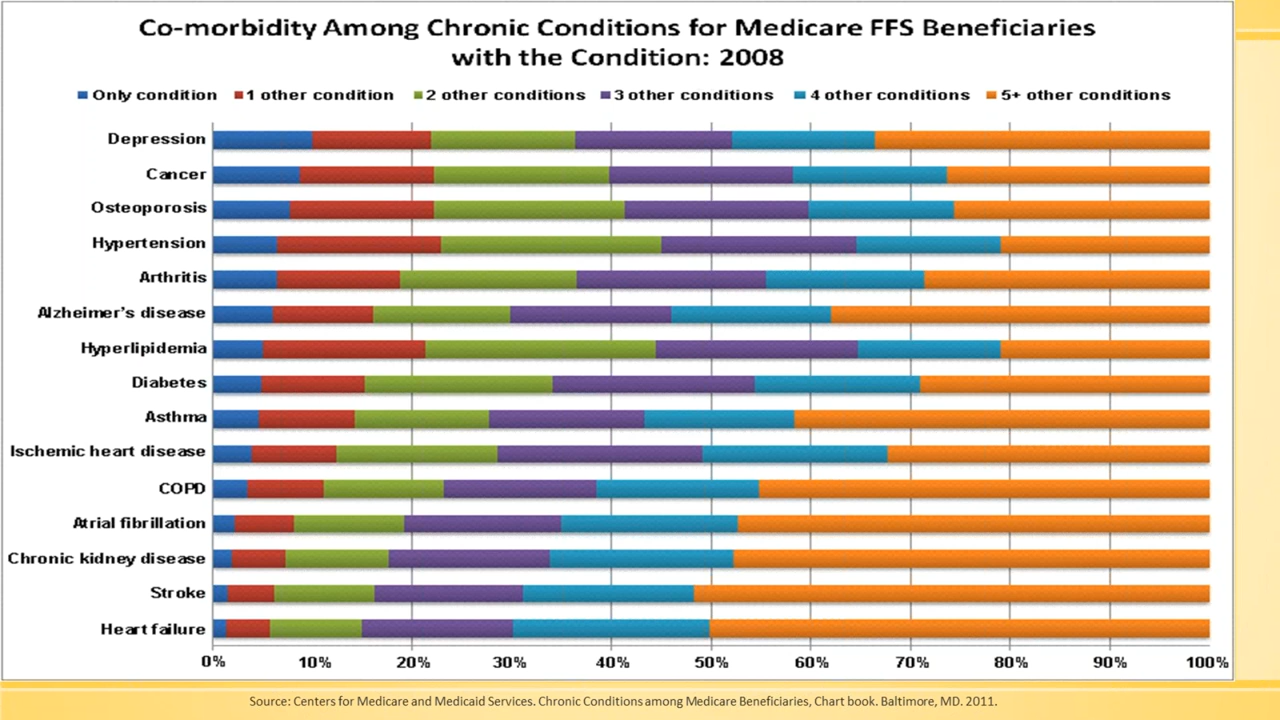 Co-morbidity Among Chronic Conditions for Medicare FFS Beneficiaries
with the Condition: 2008
Only condition 1 other condition 2 other conditions 3 other conditions 4 other conditions 5+ other conditions
Depression
Cancer
Osteoporosis
Hypertension
Arthritis
Alzheimer's disease
Hyperlipidemia
Diabetes
Asthma
Ischemic heart disease
COPD
Atrial fibrillation
Chronic kidney disease
Stroke
Heart failure
0% 10% 20% 30% 40% 50% 60% 70% 80% 90% 100%
Source: Centers for Medicare and Medicaid Services. Chronic Conditions among Medicare Beneficiaries, Chart book. Baltimore, MD. 2011.